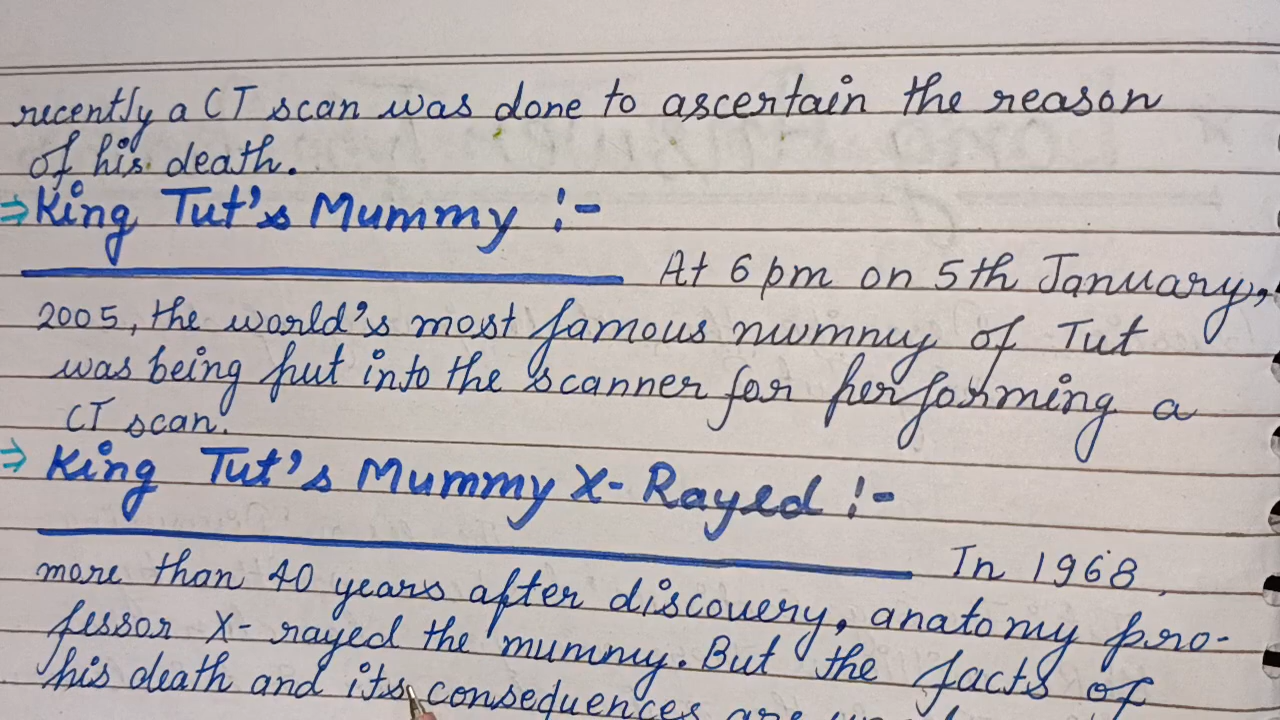 recently a CT scan was done to ascertain the reason
of his death.
⇒ King Tut's Mummy :-
At 6 pm on 5th January,
2005, the world's most famous mummy of Tut
was being put into the scanner for performing a
CT scan.
⇒ King Tut's Mummy X-Rayed :-
In 1968,
more than 40 years after discovery, anatomy pro-
fessor X-rayed the mummy. But the facts of
his death and its consequences are